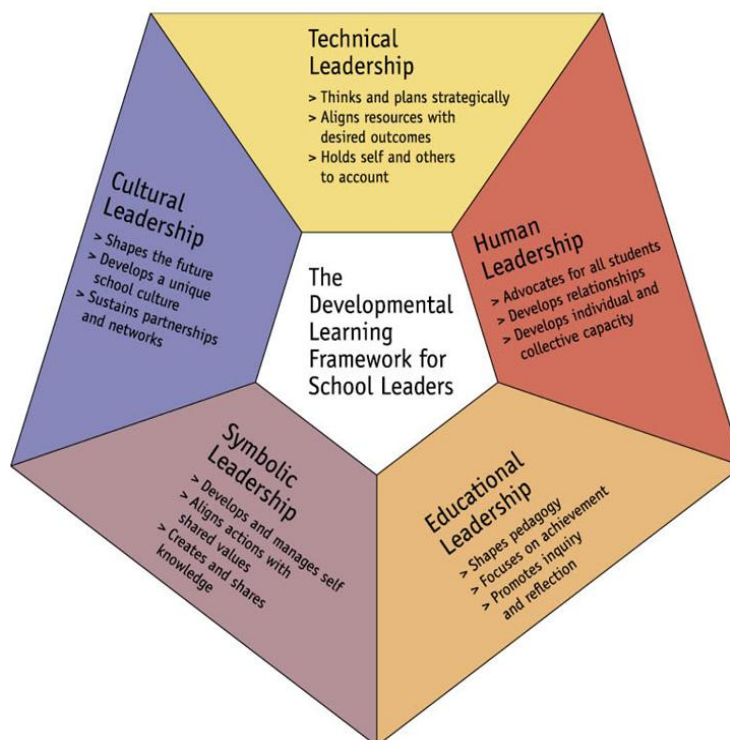 Technical
Leadership
> Thinks and plans strategically
> Aligns resources with
desired outcomes
> Holds self and others
to account
Human
Leadership
> Advocates for all students
> Develops relationships
> Develops individual and
collective capacity
Educational
Leadership
> Shapes pedagogy
> Focuses on achievement
> Promotes inquiry
and reflection
Symbolic
Leadership
> Develops and manages self
> Aligns actions with
shared values
> Creates and shares
knowledge
Cultural
Leadership
> Shapes the future
> Develops a unique
school culture
> Sustains partnerships
and networks
The
Developmental
Learning
Framework for
School Leaders